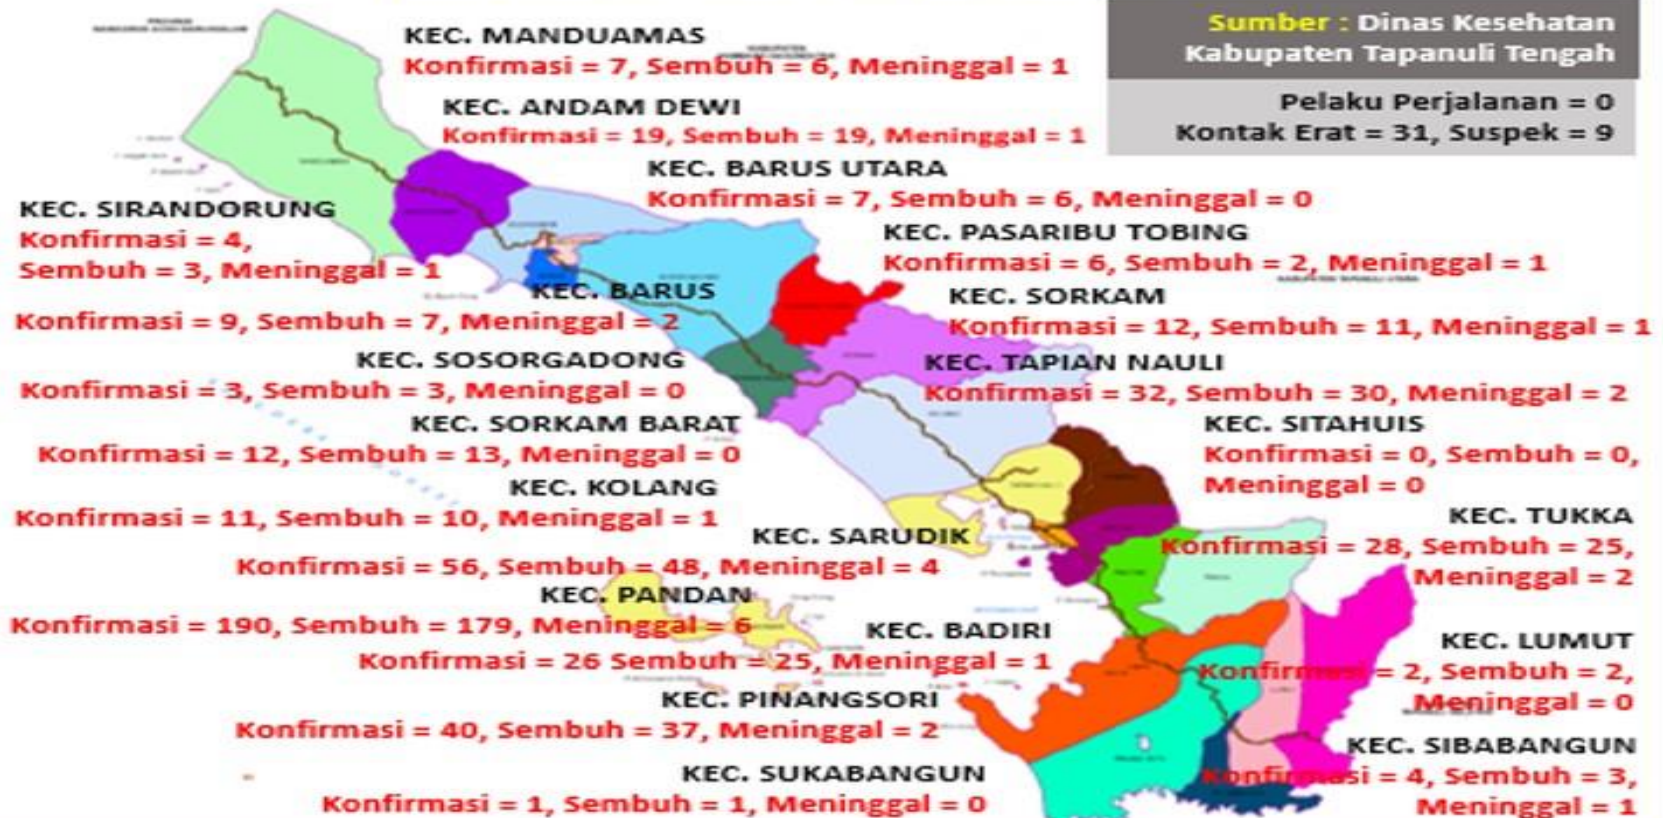 Sumber : Dinas Kesehatan
Kabupaten Tapanuli Tengah
Pelaku Perjalanan = 0
Kontak Erat = 31, Suspek = 9
KEC. MANDUAMAS
Konfirmasi = 7, Sembuh = 6, Meninggal = 1
KEC. ANDAM DEWI
Konfirmasi = 19, Sembuh = 19, Meninggal = 1
KEC. BARUS UTARA
Konfirmasi = 7, Sembuh = 6, Meninggal = 0
KEC. SIRANDORUNG
Konfirmasi = 4,
Sembuh = 3, Meninggal = 1
KEC. PASARIBU TOBING
Konfirmasi = 6, Sembuh = 2, Meninggal = 1
KEC. BARUS
Konfirmasi = 9, Sembuh = 7, Meninggal = 2
KEC. SORKAM
Konfirmasi = 12, Sembuh = 11, Meninggal = 1
KEC. SOSORGADONG
Konfirmasi = 3, Sembuh = 3, Meninggal = 0
KEC. TAPIAN NAULI
Konfirmasi = 32, Sembuh = 30, Meninggal = 2
KEC. SORKAM BARAT
Konfirmasi = 12, Sembuh = 13, Meninggal = 0
KEC. SITAHUIS
Konfirmasi = 0, Sembuh = 0,
Meninggal = 0
KEC. KOLANG
Konfirmasi = 11, Sembuh = 10, Meninggal = 1
KEC. TUKKA
Konfirmasi = 28, Sembuh = 25,
Meninggal = 2
KEC. SARUDIK
Konfirmasi = 56, Sembuh = 48, Meninggal = 4
KEC. PANDAN
Konfirmasi = 190, Sembuh = 179, Meninggal = 6
KEC. BADIRI
Konfirmasi = 26 Sembuh = 25, Meninggal = 1
KEC. LUMUT
Konfirmasi = 2, Sembuh = 2,
Meninggal = 0
KEC. PINANGSORI
Konfirmasi = 40, Sembuh = 37, Meninggal = 2
KEC. SIBABANGUN
Konfirmasi = 4, Sembuh = 3,
Meninggal = 1
KEC. SUKABANGUN
Konfirmasi = 1, Sembuh = 1, Meninggal = 0